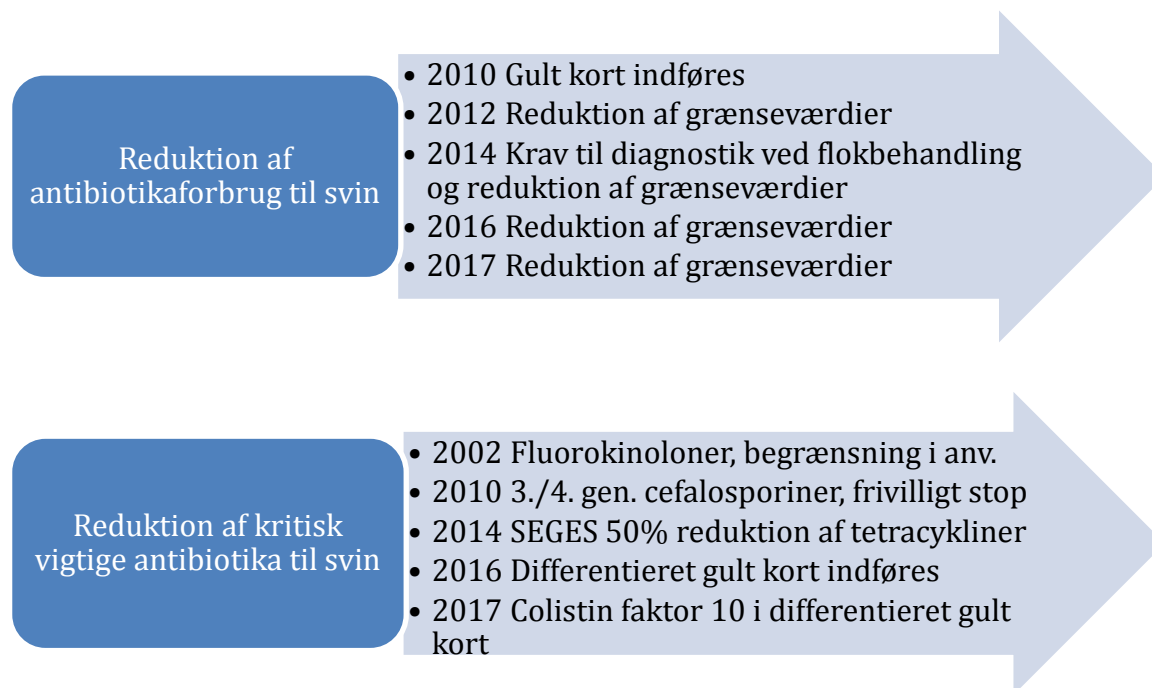 Reduktion af
antibiotikaforbrug til svin
• 2010 Gult kort indføres
• 2012 Reduktion af grænseværdier
• 2014 Krav til diagnostik ved flokbehandling
og reduktion af grænseværdier
• 2016 Reduktion af grænseværdier
• 2017 Reduktion af grænseværdier
Reduktion af kritisk
vigtige antibiotika til svin
• 2002 Fluorokinoloner, begrænsning i anv.
• 2010 3./4. gen. cefalosporiner, frivilligt stop
• 2014 SEGES 50% reduktion af tetracykliner
• 2016 Differentieret gult kort indføres
• 2017 Colistin faktor 10 i differentieret gult
kort